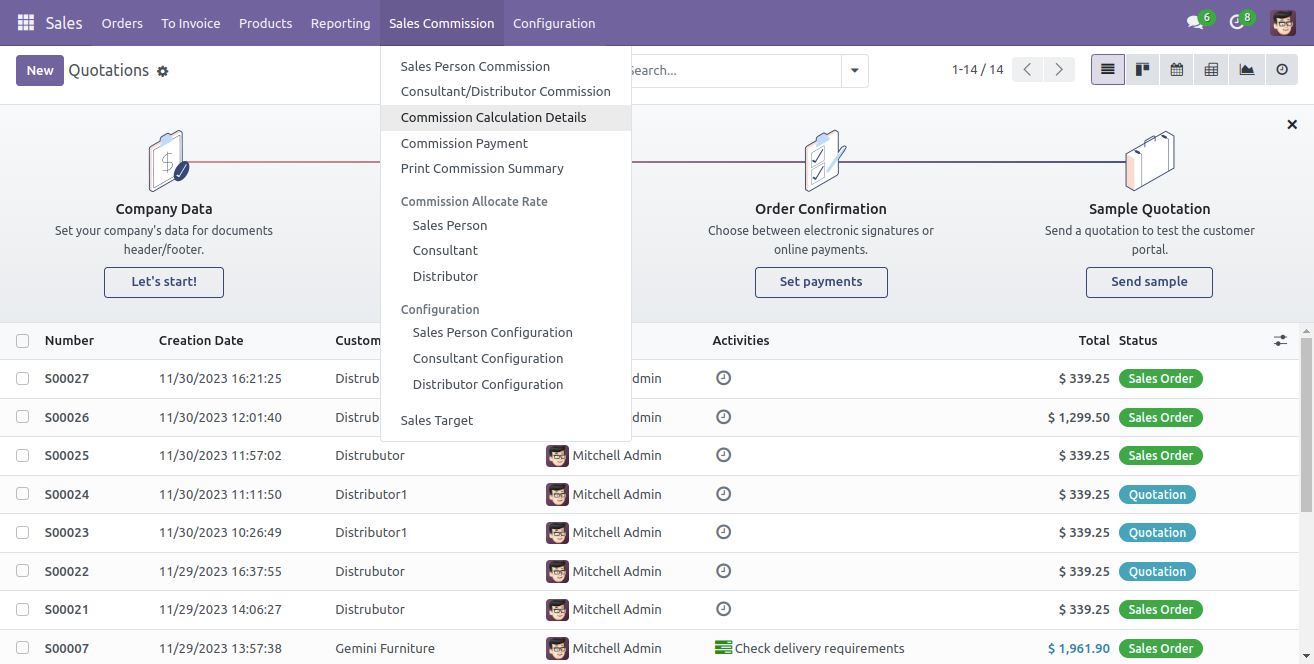 Sales Orders To Invoice Products Reporting Sales Commission Configuration 6 8
New Quotations Search... 1-14 / 14
Sales Person Commission
Consultant/Distributor Commission
Commission Calculation Details
Commission Payment
Print Commission Summary
Commission Allocate Rate
Sales Person
Consultant
Distributor
Configuration
Sales Person Configuration
Consultant Configuration
Distributor Configuration
Sales Target
Company Data
Set your company's data for documents
header/footer.
Let's start!
Order Confirmation
Choose between electronic signatures or
online payments.
Set payments
Sample Quotation
Send a quotation to test the customer
portal.
Send sample
Number Creation Date Custom Activities Total Status
S00027 11/30/2023 16:21:25 Distrub dmin $ 339.25 Sales Order
S00026 11/30/2023 12:01:40 Distrub dmin $ 1,299.50 Sales Order
S00025 11/30/2023 11:57:02 Distrubutor Mitchell Admin $ 339.25 Sales Order
S00024 11/30/2023 11:11:50 Distributor1 Mitchell Admin $ 339.25 Quotation
S00023 11/30/2023 10:26:49 Distributor1 Mitchell Admin $ 339.25 Quotation
S00022 11/29/2023 16:37:55 Distrubutor Mitchell Admin $ 339.25 Quotation
S00021 11/29/2023 14:06:27 Distrubutor Mitchell Admin $ 339.25 Sales Order
S00007 11/29/2023 13:57:38 Gemini Furniture Mitchell Admin Check delivery requirements $ 1,961.90 Sales Order